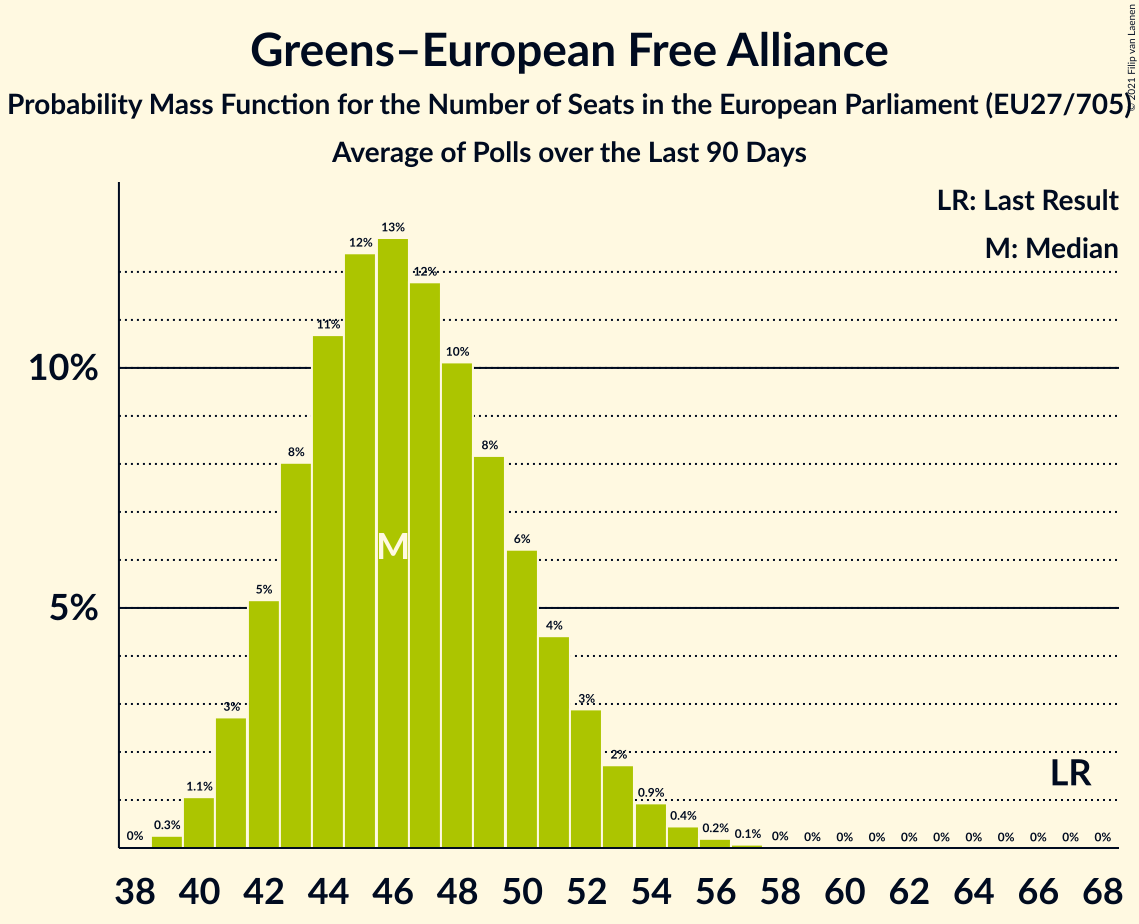 Greens–European Free Alliance
Probability Mass Function for the Number of Seats in the European Parliament (EU27/705)
Average of Polls over the Last 90 Days
© 2021 Filip van Laenen
LR: Last Result
M: Median
10%
5%
0% 0.3% 1.1% 3% 5% 8% 11% 12% 13% 12% 10% 8% 6% 4% 3% 2% 0.9% 0.4% 0.2% 0.1% 0% 0% 0% 0% 0% 0% 0% 0% 0% 0% 0%
M
LR
38 40 42 44 46 48 50 52 54 56 58 60 62 64 66 68